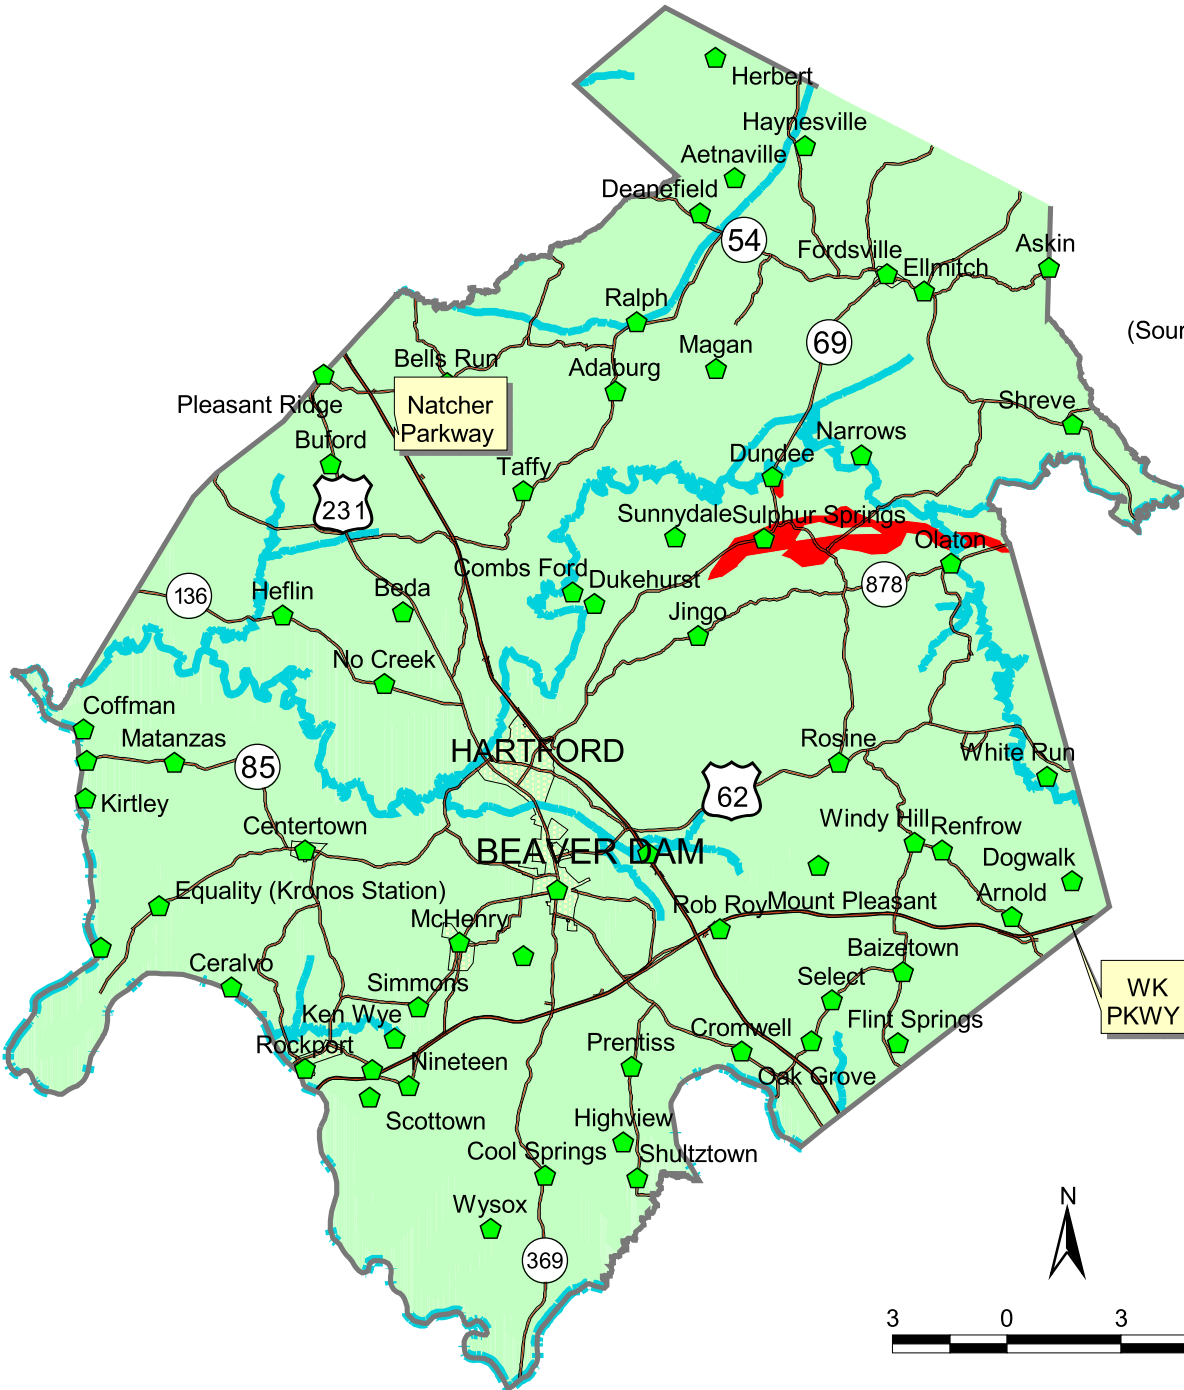 Herbert
Haynesville
Aetnaville
Deanefield
54
Fordsville
Askin
Ellmitch
Ralph
(Sour
69
Magan
Bells Run
Adaburg
Pleasant Ridge
Natcher
Parkway
Shreve
Buford
Narrows
Dundee
Taffy
231
Sunnydale
Sulphur Springs
Olaton
Combs Ford
Dukehurst
878
136
Heflin
Beda
Jingo
No Creek
Coffman
Matanzas
85
HARTFORD
Rosine
White Run
Kirtley
62
Centertown
Windy Hill
Renfrow
BEAVER DAM
Dogwalk
Equality (Kronos Station)
Arnold
McHenry
Rob Roy
Mount Pleasant
Baizetown
Ceralvo
Simmons
Select
WK
PKWY
Ken Wye
Flint Springs
Rockport
Prentiss
Cromwell
Nineteen
Oak Grove
Scottown
Highview
Cool Springs
Shultztown
Wysox
N
369
3 0 3